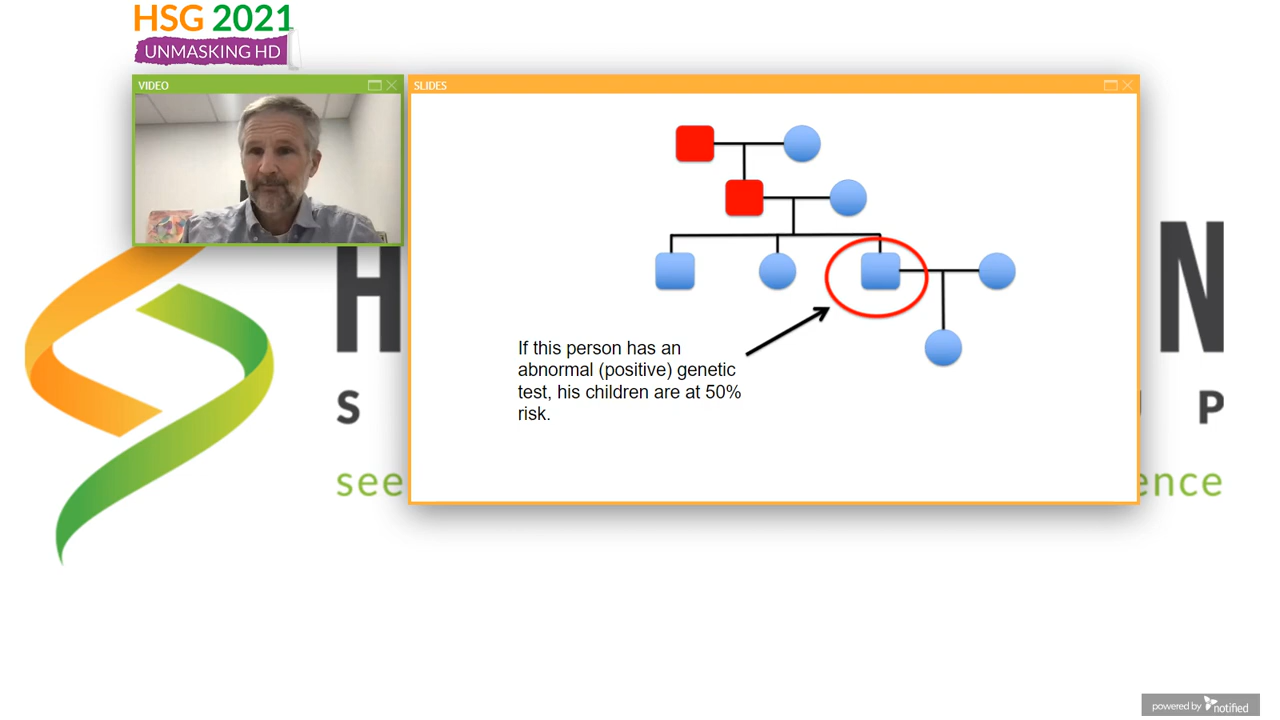 HSG 2021
UNMASKING HD
VIDEO
SLIDES
If this person has an
abnormal (positive) genetic
test, his children are at 50%
risk.
H
N
S
U P
see
ence
powered by notified